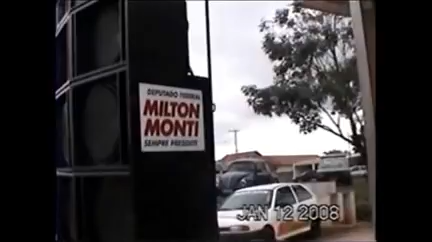 DEPUTADO FEDERAL
MILTON
MONTI
SEMPRE PRESENTE
JAN 12 2008